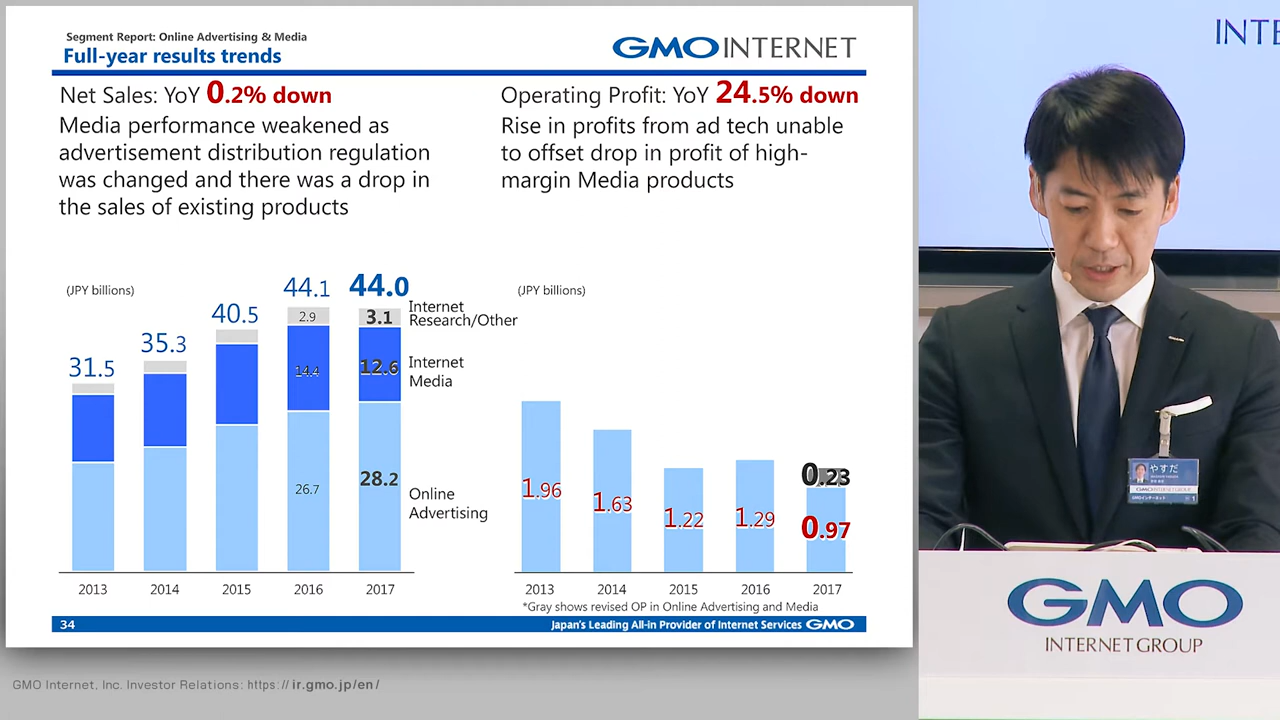 Segment Report: Online Advertising & Media
Full-year results trends
GMO INTERNET
Net Sales: YoY 0.2% down
Media performance weakened as
advertisement distribution regulation
was changed and there was a drop in
the sales of existing products
Operating Profit: YoY 24.5% down
Rise in profits from ad tech unable
to offset drop in profit of high-
margin Media products
(JPY billions)
31.5
35.3
40.5
44.1
44.0
2.9
3.1
Internet
Research/Other
14.4
12.6
Internet
Media
26.7
28.2
Online
Advertising
2013
2014
2015
2016
2017
(JPY billions)
1.96
1.63
1.22
1.29
0.23
0.97
2013
2014
2015
2016
2017
*Gray shows revised OP in Online Advertising and Media
34
Japan's Leading All-in Provider of Internet Services GMO
GMO Internet, Inc. Investor Relations: https://ir.gmo.jp/en/
INTE
やすだ
GMO
INTERNET GROUP